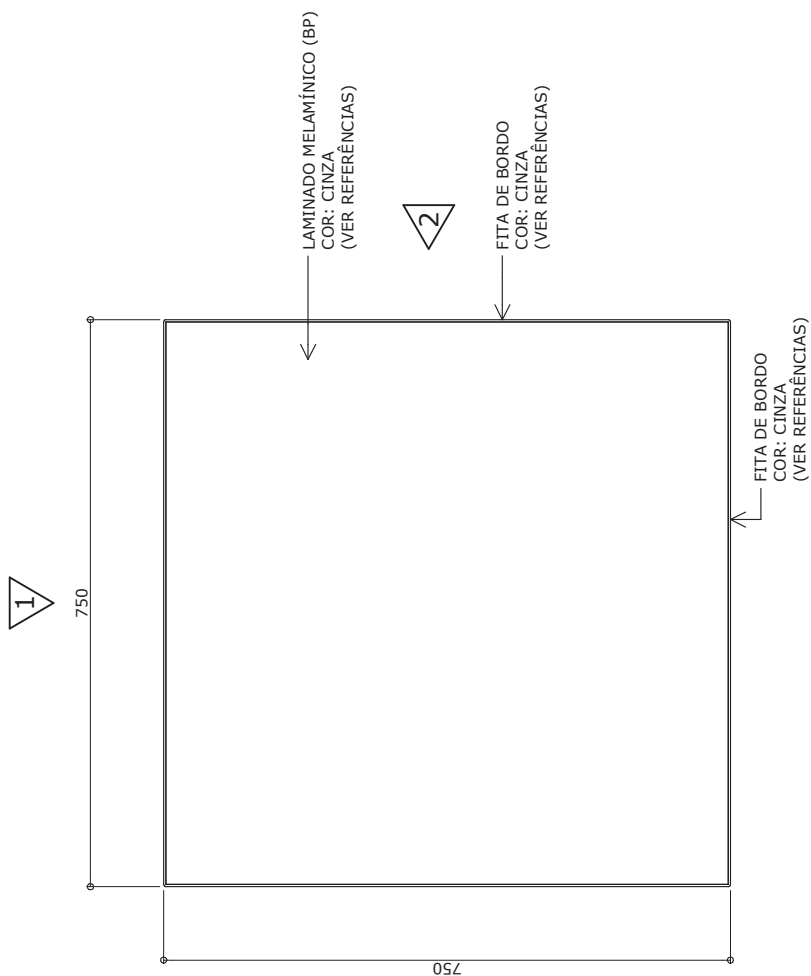 1
750
LAMINADO MELAMÍNICO (BP)
COR: CINZA
(VER REFERÊNCIAS)
2
FITA DE BORDO
COR: CINZA
(VER REFERÊNCIAS)
FITA DE BORDO
COR: CINZA
(VER REFERÊNCIAS)
750